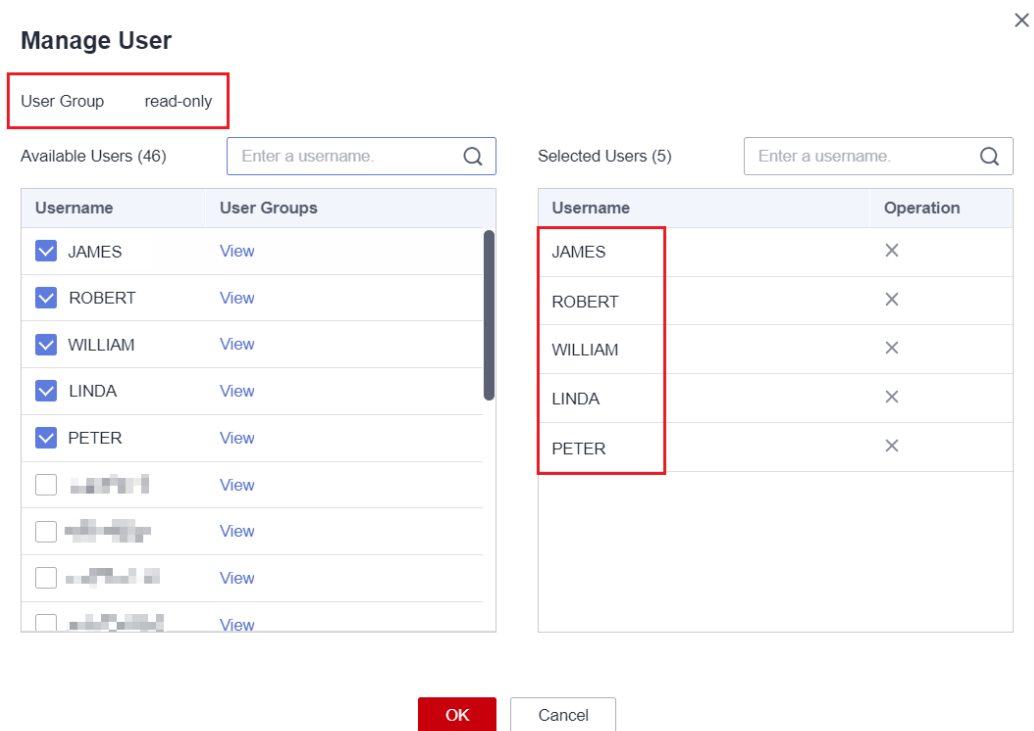 Manage User
User Group read-only
Available Users (46) Enter a username.
Username User Groups
JAMES View
ROBERT View
WILLIAM View
LINDA View
PETER View
View
View
View
View
Selected Users (5) Enter a username.
Username Operation
JAMES
ROBERT
WILLIAM
LINDA
PETER
OK Cancel